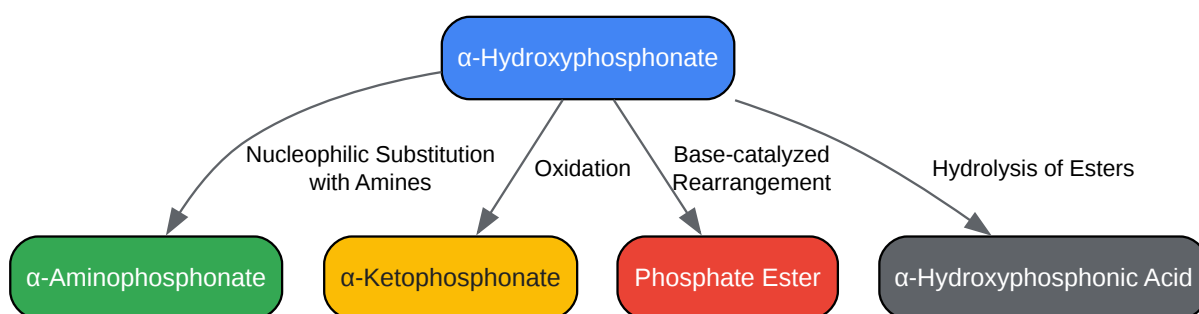 α-Hydroxyphosphonate
Nucleophilic Substitution
with Amines
Oxidation
Base-catalyzed
Rearrangement
Hydrolysis of Esters
α-Aminophosphonate
α-Ketophosphonate
Phosphate Ester
α-Hydroxyphosphonic Acid